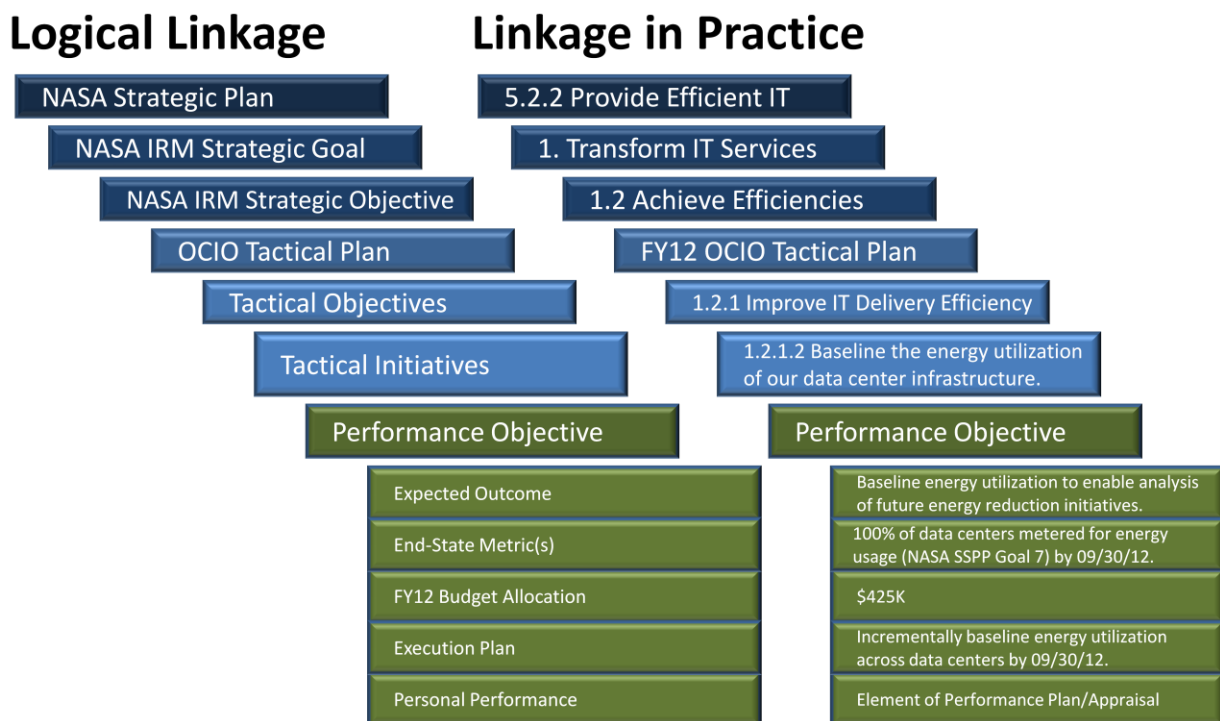 Logical Linkage
NASA Strategic Plan
NASA IRM Strategic Goal
NASA IRM Strategic Objective
OCIO Tactical Plan
Tactical Objectives
Tactical Initiatives
Performance Objective
Expected Outcome
End-State Metric(s)
FY12 Budget Allocation
Execution Plan
Personal Performance
Linkage in Practice
5.2.2 Provide Efficient IT
1. Transform IT Services
1.2 Achieve Efficiencies
FY12 OCIO Tactical Plan
1.2.1 Improve IT Delivery Efficiency
1.2.1.2 Baseline the energy utilization
of our data center infrastructure.
Performance Objective
Baseline energy utilization to enable analysis
of future energy reduction initiatives.
100% of data centers metered for energy
usage (NASA SSPP Goal 7) by 09/30/12.
$425K
Incrementally baseline energy utilization
across data centers by 09/30/12.
Element of Performance Plan/Appraisal